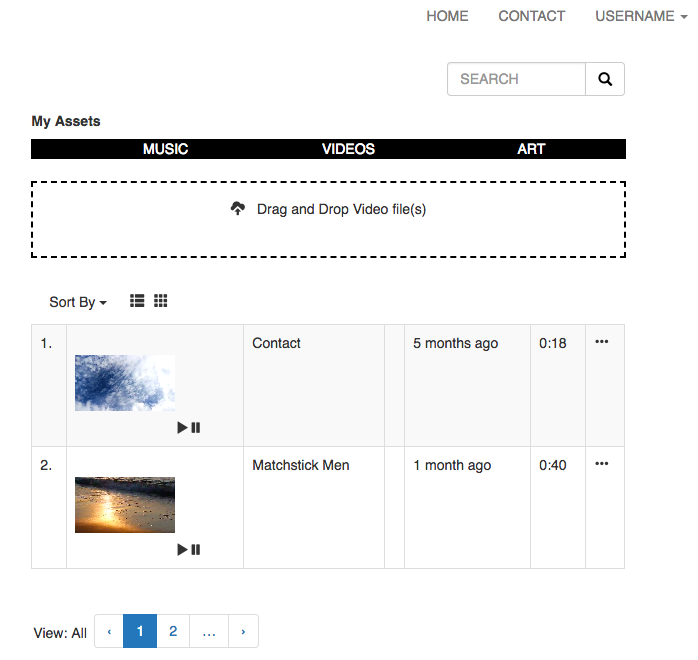 HOME CONTACT USERNAME
SEARCH
My Assets
MUSIC VIDEOS ART
Drag and Drop Video file(s)
Sort By
1. Contact 5 months ago 0:18 •••
2. Matchstick Men 1 month ago 0:40 •••
View: All ‹ 1 2 … ›